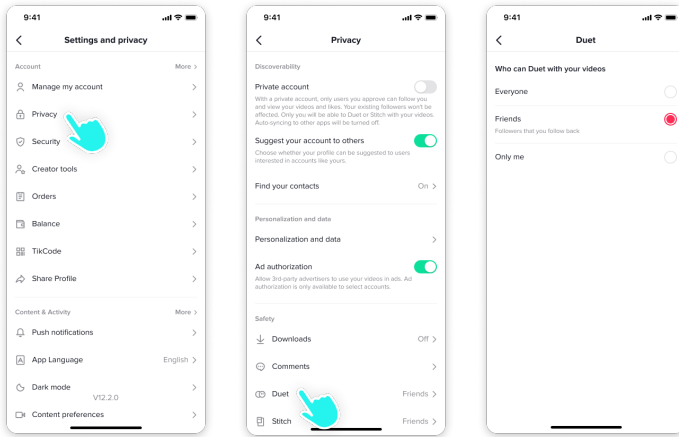 9:41
Settings and privacy
Account
More >
Manage my account
Privacy
Security
Creator tools
Orders
Balance
TikCode
Share Profile
Content & Activity
More >
Push notifications
App Language
English >
Dark mode
V12.2.0
Content preferences
9:41
Privacy
Discoverability
Private account
With a private account, only users you approve can follow you
and view your videos and likes. Your existing followers won't be
affected. Only you will be able to Duet or Stitch with your videos.
Auto-syncing to other apps will be turned off.
Suggest your account to others
Choose whether your profile can be suggested to users
interested in accounts like yours.
Find your contacts
On >
Personalization and data
Personalization and data
Ad authorization
Allow 3rd-party advertisers to use your videos in ads. Ad
authorization is only available to select accounts.
Safety
Downloads
Off >
Comments
Duet
Friends >
Stitch
Friends >
9:41
Duet
Who can Duet with your videos
Everyone
Friends
Followers that you follow back
Only me